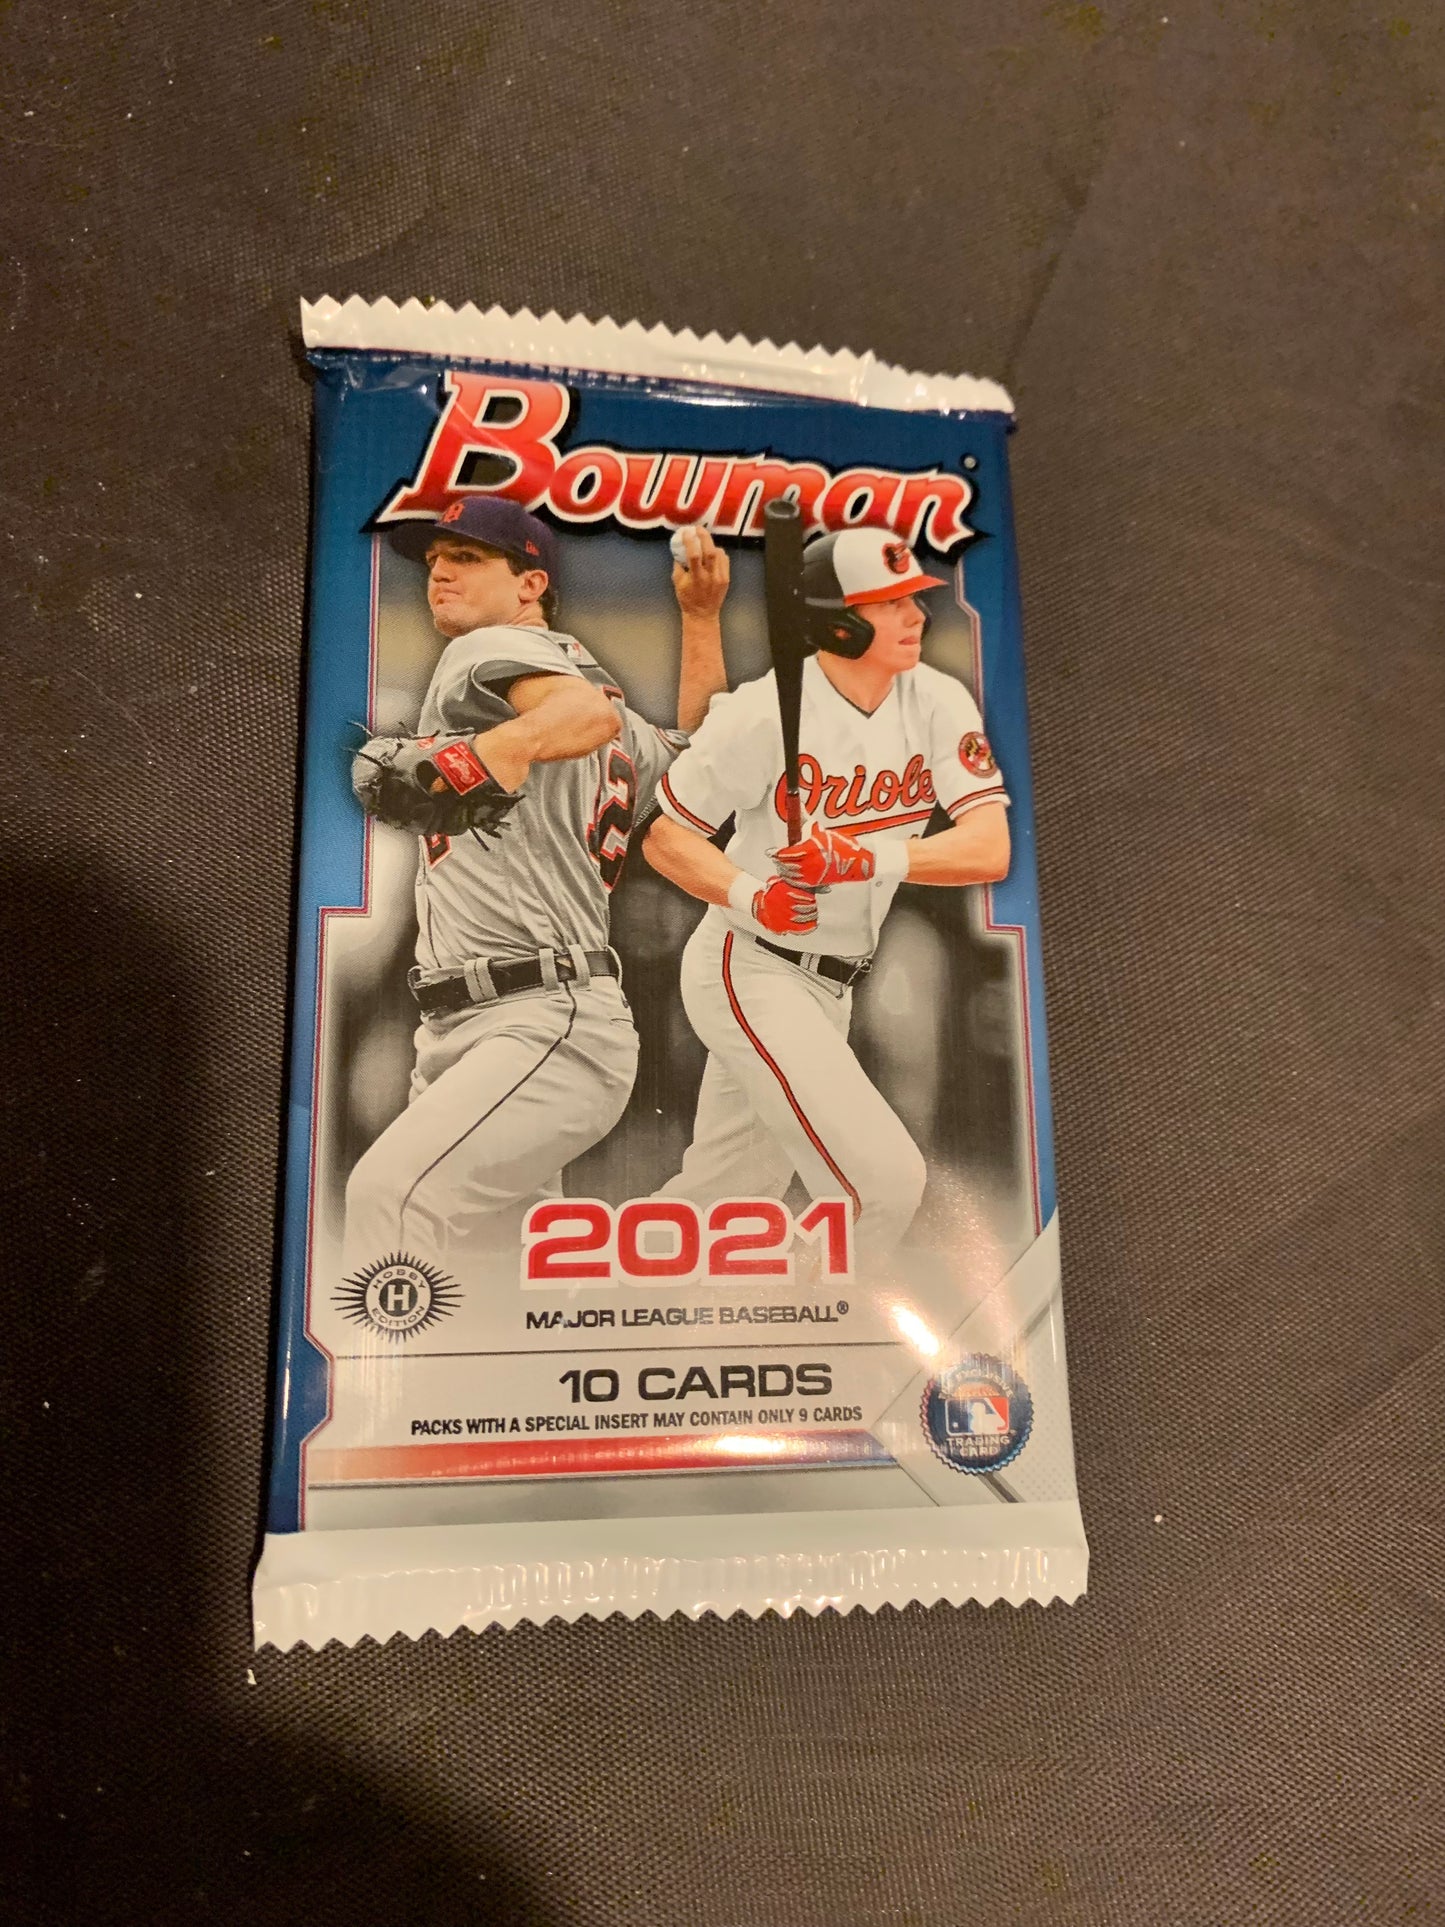 Bowman
Oriole
2
2021
MAJOR LEAGUE BASEBALL®
HOBBY
H
EDITION
10 CARDS
PACKS WITH A SPECIAL INSERT MAY CONTAIN ONLY 9 CARDS
TRADING
CARD